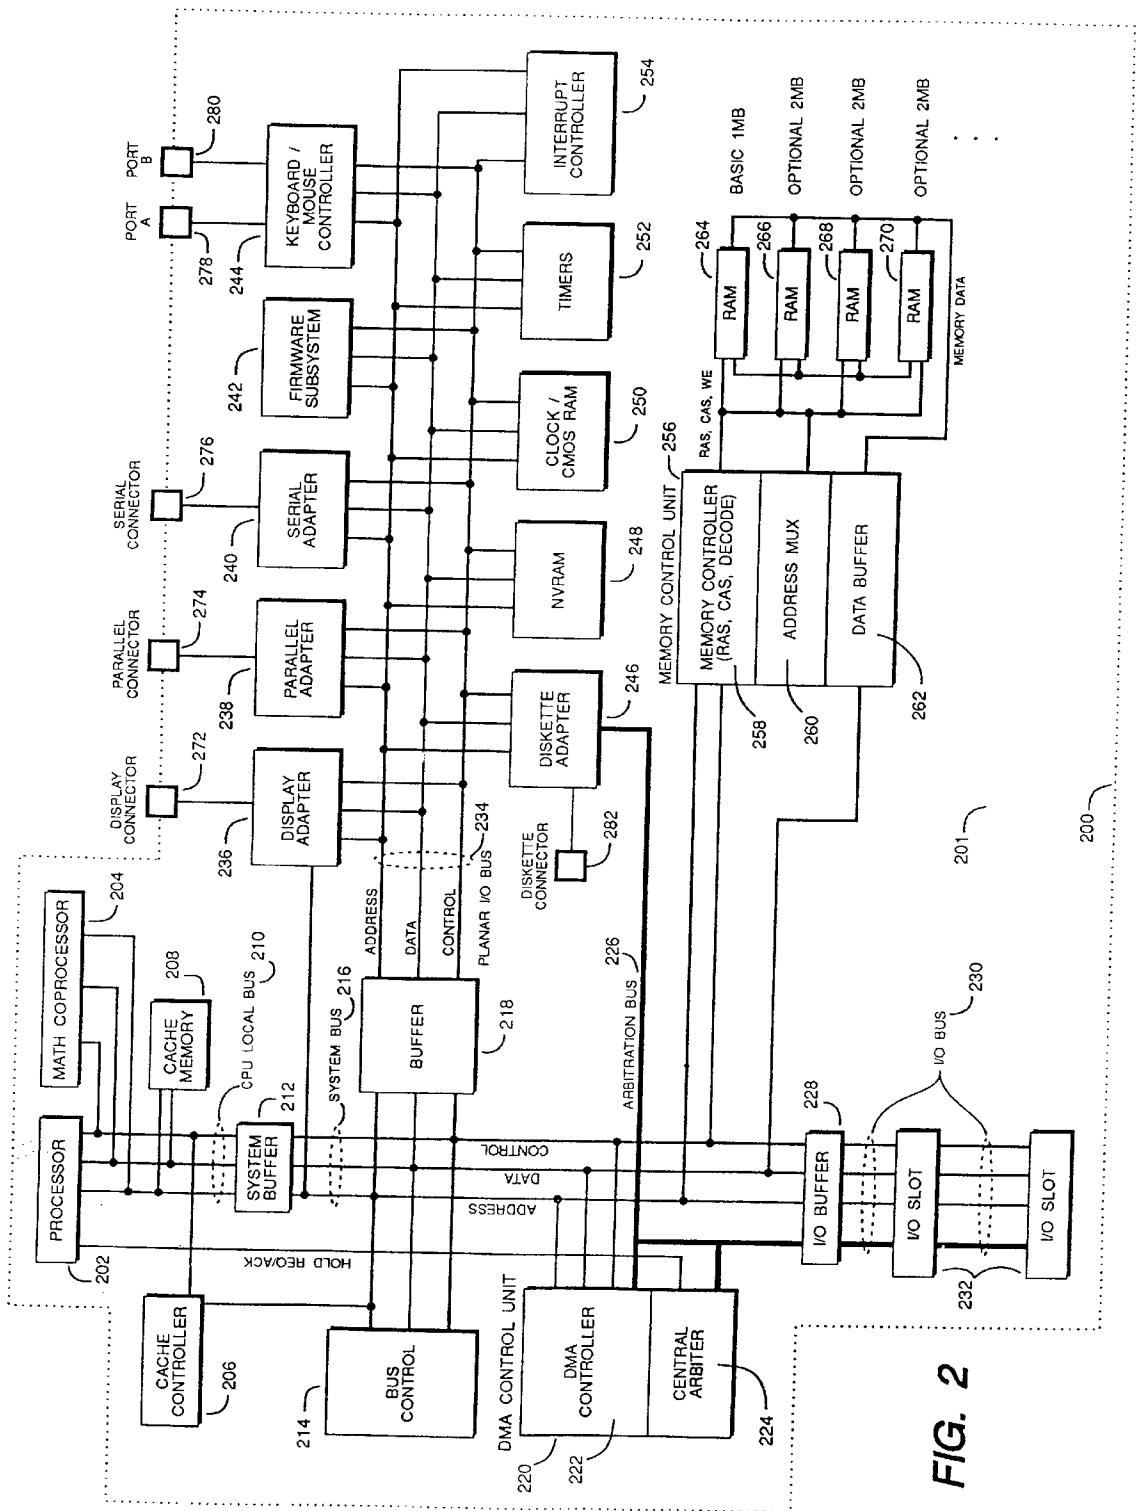 PORT
A
PORT
B
278
280
SERIAL
CONNECTOR
276
PARALLEL
CONNECTOR
274
DISPLAY
CONNECTOR
272
KEYBOARD /
MOUSE
CONTROLLER
244
FIRMWARE
SUBSYSTEM
242
SERIAL
ADAPTER
240
PARALLEL
ADAPTER
238
DISPLAY
ADAPTER
236
INTERRUPT
CONTROLLER
254
TIMERS
252
CLOCK /
CMOS RAM
250
NVRAM
248
DISKETTE
ADAPTER
246
DISKETTE
CONNECTOR
282
ADDRESS
DATA
CONTROL
PLANAR I/O BUS
234
MATH COPROCESSOR
204
PROCESSOR
202
CACHE
MEMORY
208
CPU LOCAL BUS
210
SYSTEM
BUFFER
212
SYSTEM BUS
216
BUFFER
218
CACHE
CONTROLLER
206
HOLD REQ/ACK
BUS
CONTROL
214
ADDRESS
DATA
CONTROL
DMA CONTROL UNIT
DMA
CONTROLLER
220
222
CENTRAL
ARBITER
224
ARBITRATION BUS
226
I/O BUFFER
228
I/O BUS
230
I/O SLOT
232
I/O SLOT
MEMORY CONTROL UNIT
256
MEMORY CONTROLLER
(RAS, CAS, DECODE)
258
ADDRESS MUX
260
DATA BUFFER
262
RAS, CAS, WE
RAM
264
BASIC 1MB
RAM
266
OPTIONAL 2MB
RAM
268
OPTIONAL 2MB
RAM
270
OPTIONAL 2MB
. . .
MEMORY DATA
201
200
FIG. 2